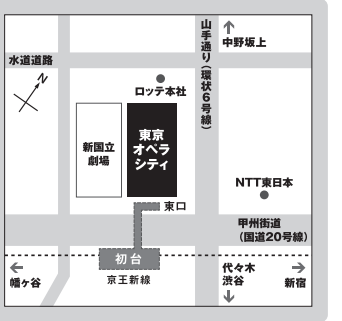 水道道路
N
山手通り（環状6号線）
↑
中野坂上
ロッテ本社
新国立
劇場
東京
オペラ
シティ
NTT東日本
東口
甲州街道
（国道20号線）
初台
京王新線
←
幡ヶ谷
代々木
渋谷
↓
→
新宿